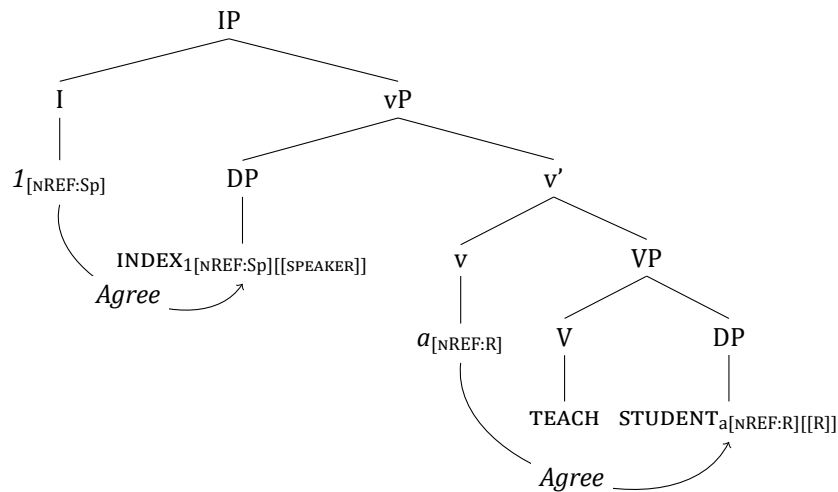 IP
I vP
1[NREF:Sp] DP v’
INDEX1[NREF:Sp][[SPEAKER]] v VP
Agree
a[NREF:R] V DP
TEACH STUDENTa[NREF:R][[R]]
Agree